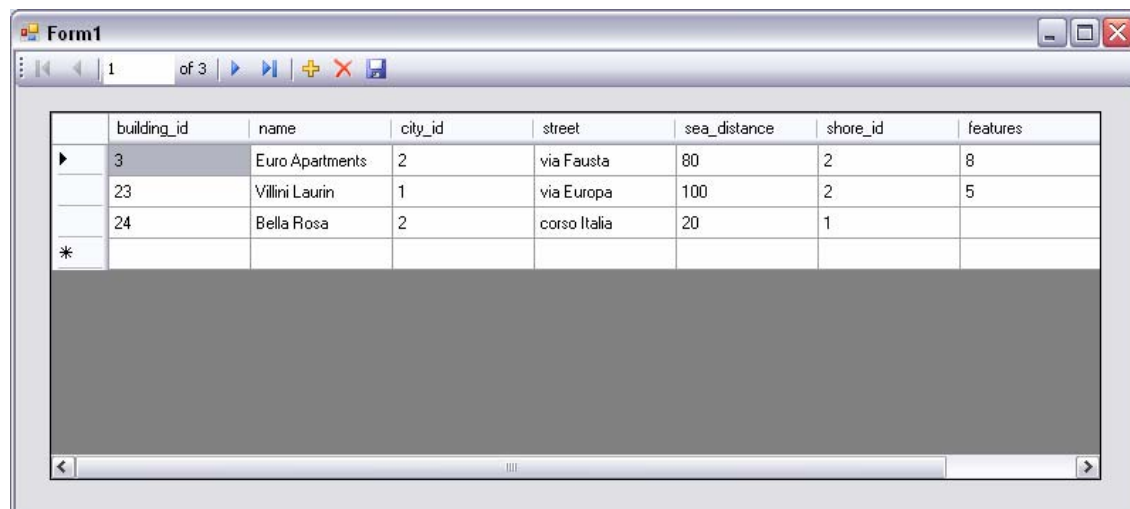 Form1
1 of 3
building_id name city_id street sea_distance shore_id features
3 Euro Apartments 2 via Fausta 80 2 8
23 Villini Laurin 1 via Europa 100 2 5
24 Bella Rosa 2 corso Italia 20 1